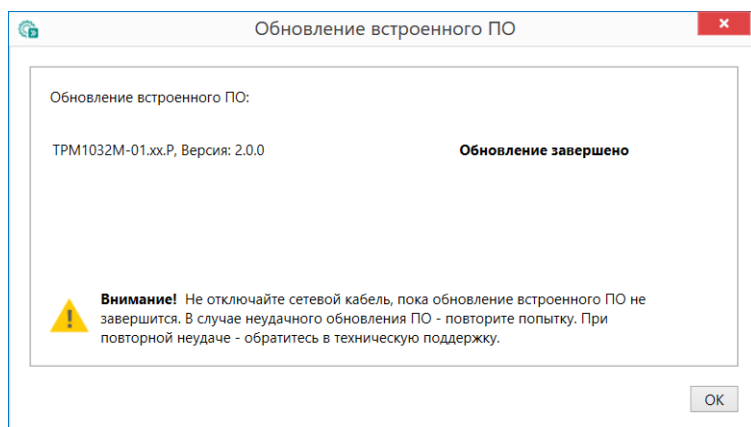 Обновление встроенного ПО
Обновление встроенного ПО:
ТРМ1032М-01.xx.Р, Версия: 2.0.0 Обновление завершено
Внимание! Не отключайте сетевой кабель, пока обновление встроенного ПО не
завершится. В случае неудачного обновления ПО - повторите попытку. При
повторной неудаче - обратитесь в техническую поддержку.
ОК